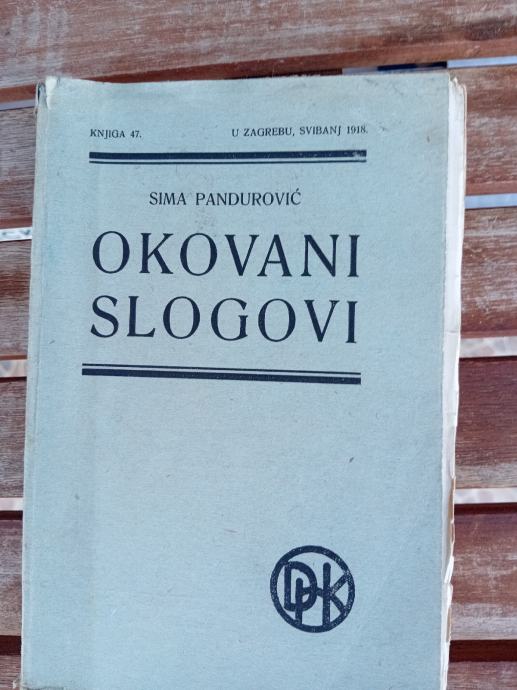 KNJIGA 47. U ZAGREBU, SVIBANJ 1918.
SIMA PANDUROVIĆ
OKOVANI
SLOGOVI
DHK